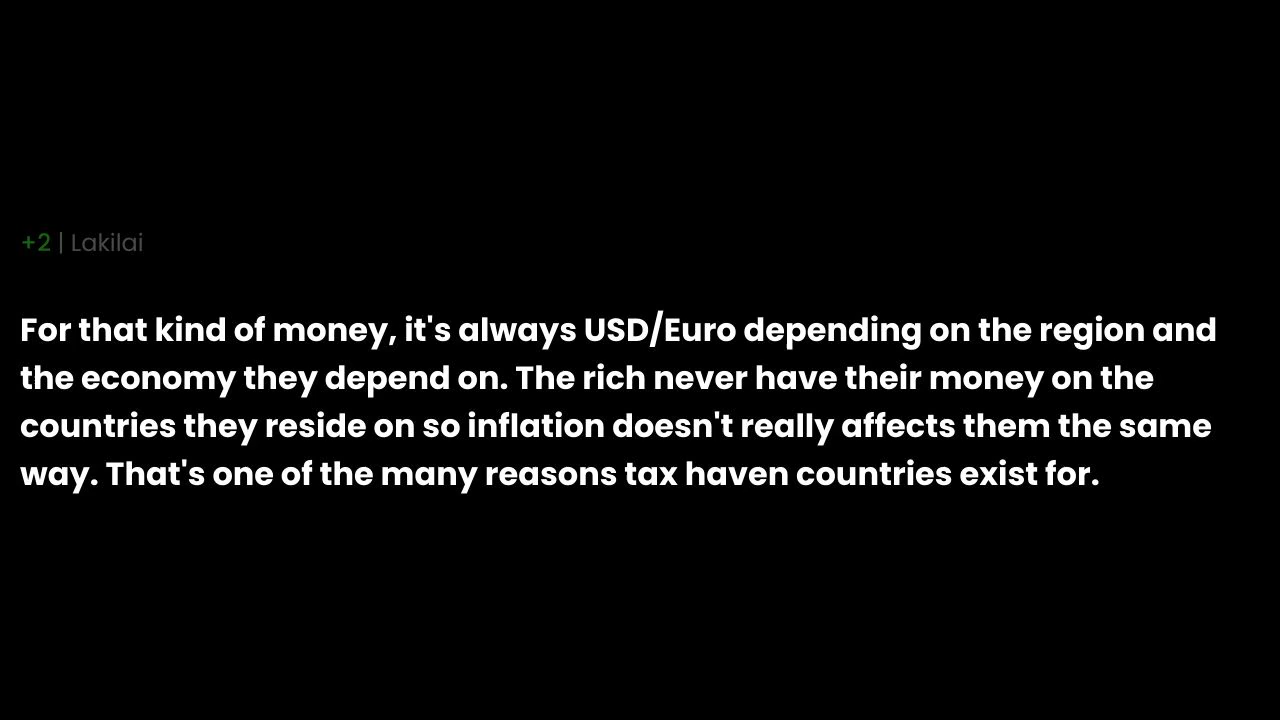 +2 | Lakilai
For that kind of money, it's always USD/Euro depending on the region and
the economy they depend on. The rich never have their money on the
countries they reside on so inflation doesn't really affects them the same
way. That's one of the many reasons tax haven countries exist for.